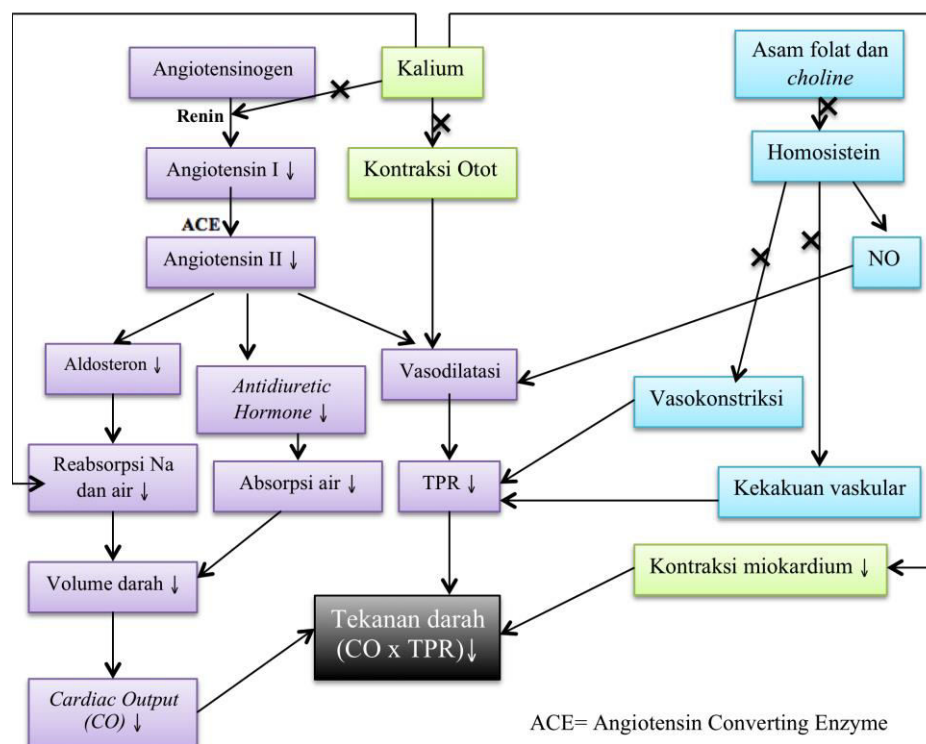 Angiotensinogen
Kalium
Asam folat dan
choline
Renin
Homosistein
Angiotensin I ↓
Kontraksi Otot
ACE
Angiotensin II ↓
NO
Aldosteron ↓
Vasodilatasi
Antidiuretic
Hormone ↓
Vasokonstriksi
Reabsorpsi Na
dan air ↓
Absorpsi air ↓
TPR ↓
Kekakuan vaskular
Volume darah ↓
Kontraksi miokardium ↓
Tekanan darah
(CO x TPR)↓
Cardiac Output
(CO) ↓
ACE= Angiotensin Converting Enzyme